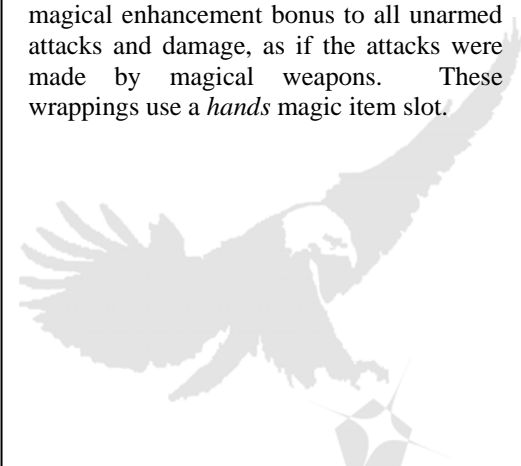 magical enhancement bonus to all unarmed
attacks and damage, as if the attacks were
made by magical weapons. These
wrappings use a hands magic item slot.